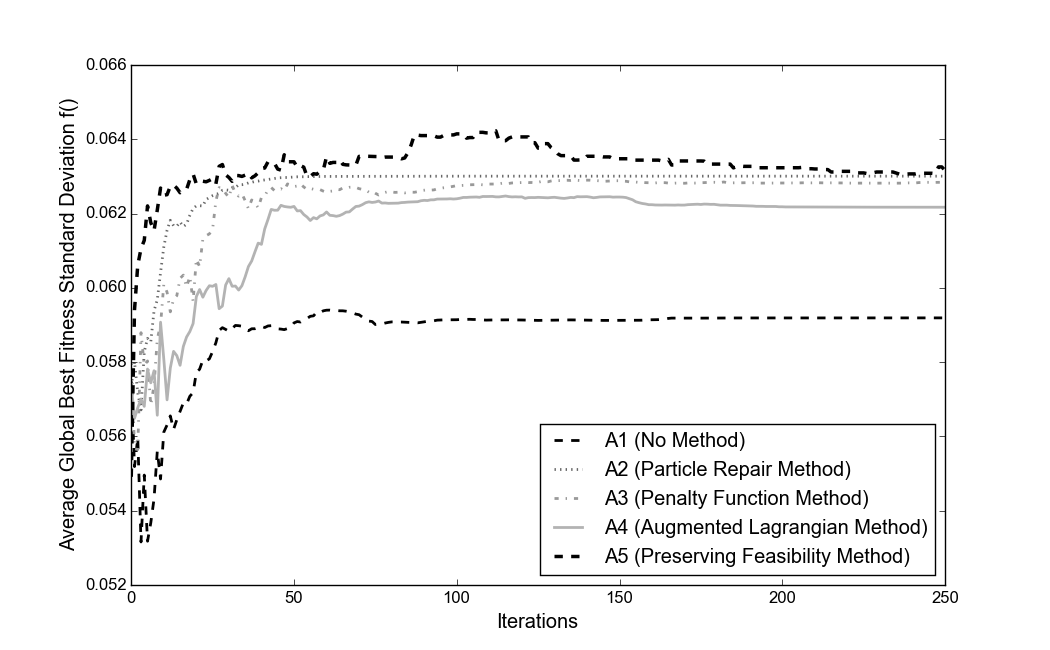 0.066
0.064
0.062
0.060
0.058
0.056
0.054
0.052
Average Global Best Fitness Standard Deviation f()
A1 (No Method)
A2 (Particle Repair Method)
A3 (Penalty Function Method)
A4 (Augmented Lagrangian Method)
A5 (Preserving Feasibility Method)
0 50 100 150 200 250
Iterations